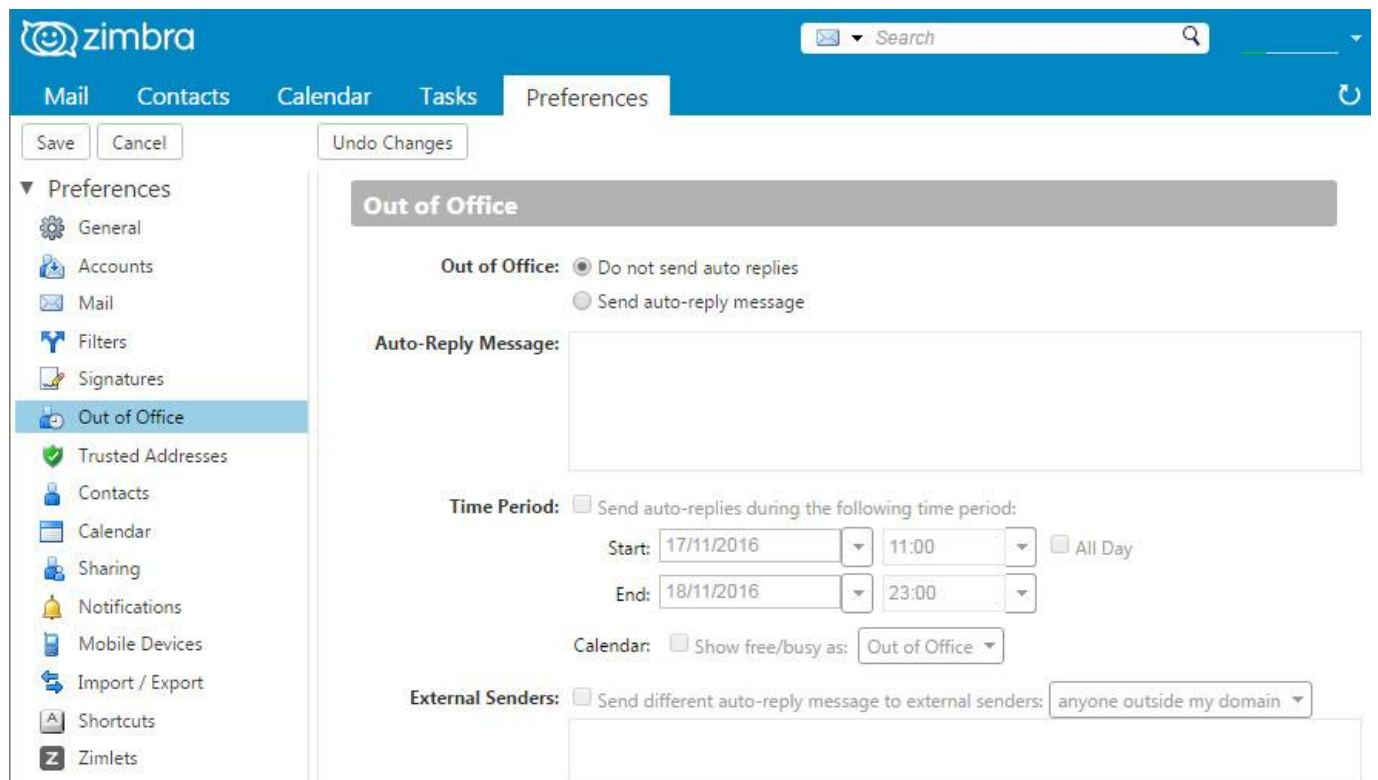 zimbra
Search
Mail Contacts Calendar Tasks Preferences
Save Cancel Undo Changes
Preferences
General
Accounts
Mail
Filters
Signatures
Out of Office
Trusted Addresses
Contacts
Calendar
Sharing
Notifications
Mobile Devices
Import / Export
A Shortcuts
Z Zimlets
Out of Office
Out of Office: Do not send auto replies
Send auto-reply message
Auto-Reply Message:
Time Period: Send auto-replies during the following time period:
Start: 17/11/2016 11:00 All Day
End: 18/11/2016 23:00
Calendar: Show free/busy as: Out of Office
External Senders: Send different auto-reply message to external senders: anyone outside my domain